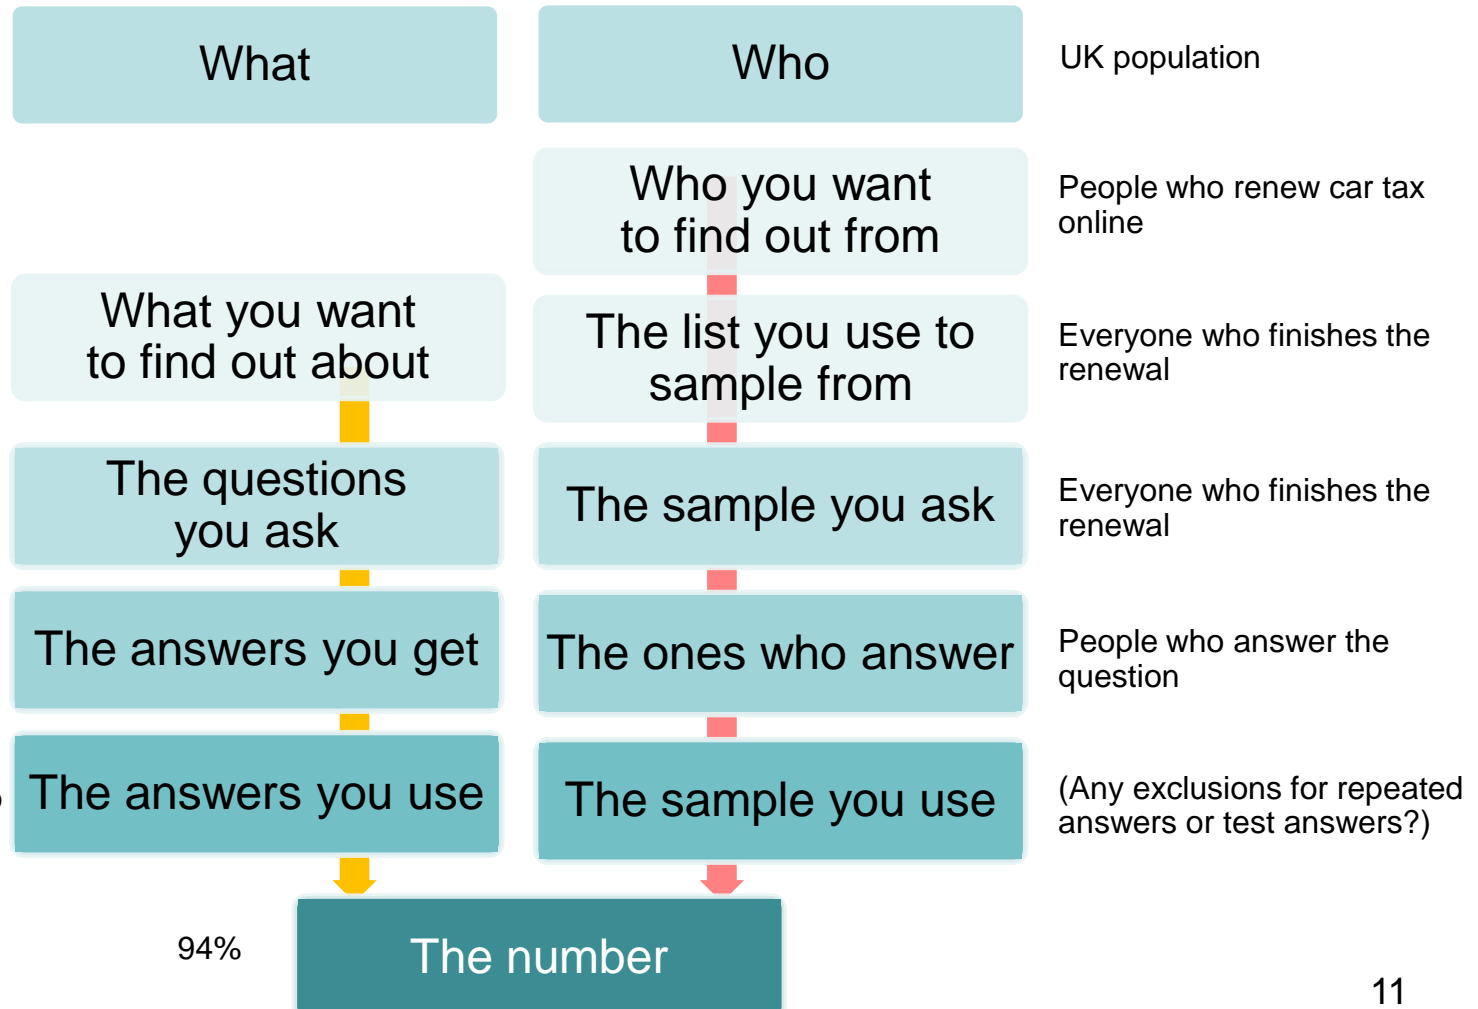 What
Who
UK population
Who you want
to find out from
People who renew car tax
online
What you want
to find out about
The list you use to
sample from
Everyone who finishes the
renewal
The questions
you ask
The sample you ask
Everyone who finishes the
renewal
The answers you get
The ones who answer
People who answer the
question
The answers you use
The sample you use
(Any exclusions for repeated
answers or test answers?)
94%
The number
11